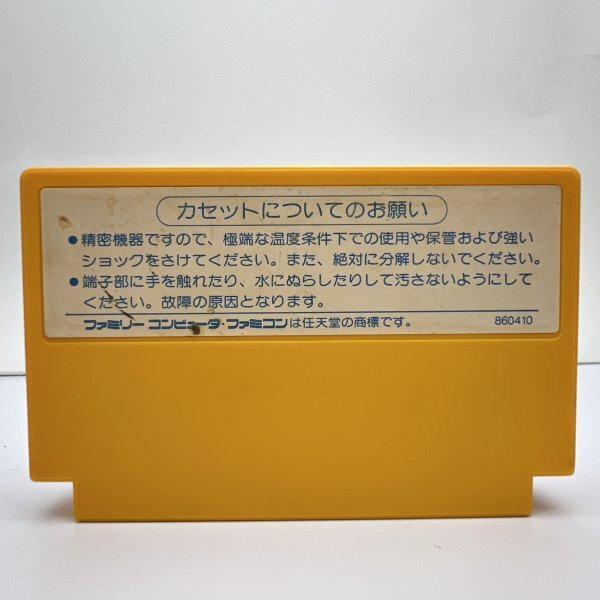 カセットについてのお願い
●精密機器ですので、極端な温度条件下での使用や保管および強い
ショックをさけてください。また、絶対に分解しないでください。
●端子部に手を触れたり、水にぬらしたりして汚さないようにして
ください。故障の原因となります。
ファミリーコンピュータ・ファミコンは任天堂の商標です。 860410